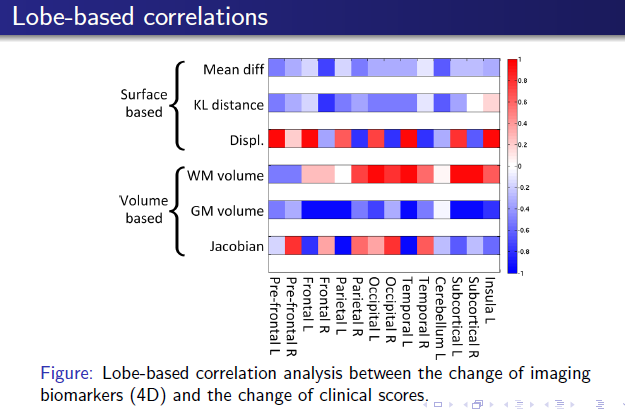 Lobe-based correlations
Surface based
Mean diff
KL distance
Displ.
Volume based
WM volume
GM volume
Jacobian
1
0.8
0.6
0.4
0.2
0
0.2
0.4
0.6
0.8
-1
Pre-frontal L
Pre-frontal R
Frontal L
Frontal R
Parietal L
Parietal R
Occipital L
Occipital R
Temporal L
Temporal R
Cerebellum L
Subcortical L
Subcortical R
Insula L
Figure: Lobe-based correlation analysis between the change of imaging
biomarkers (4D) and the change of clinical scores.